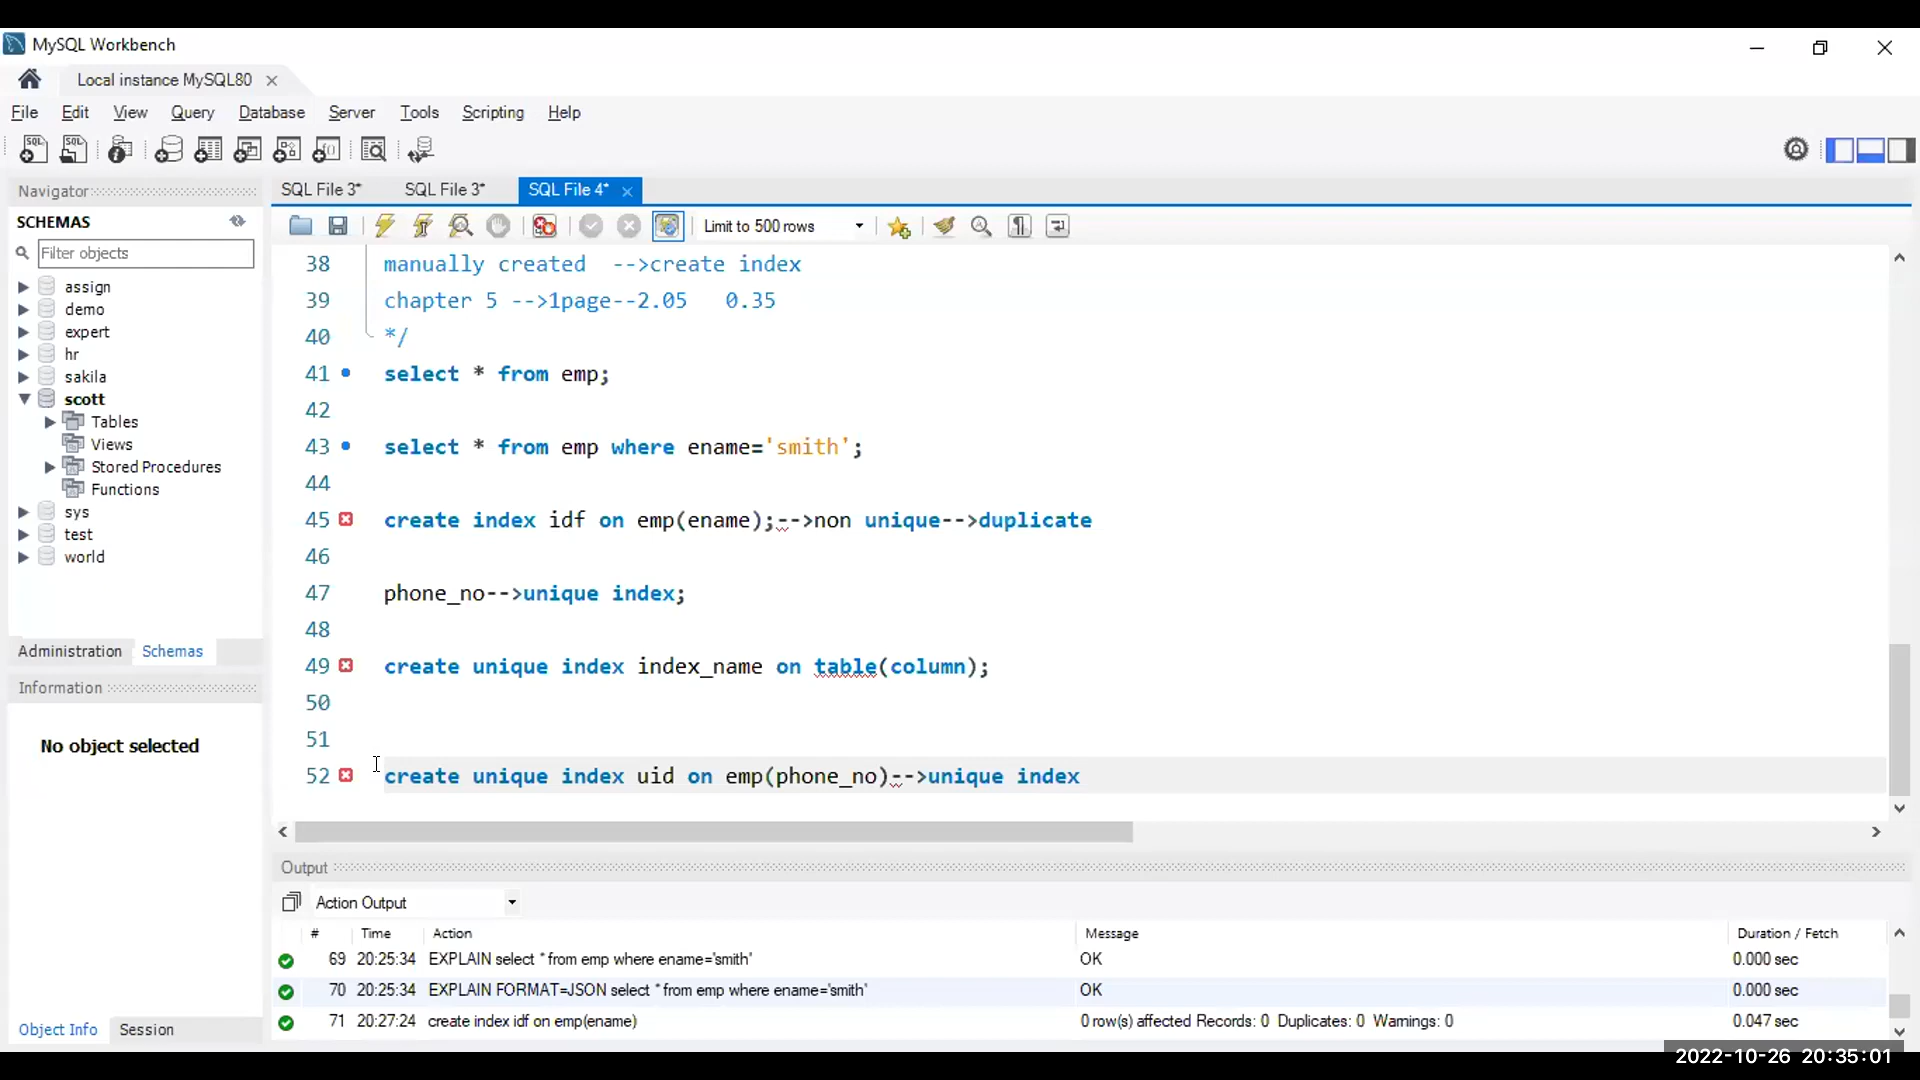 MySQL Workbench
Local instance MySQL80
File Edit View Query Database Server Tools Scripting Help
Navigator
SCHEMAS
Filter objects
assign
demo
expert
hr
sakila
scott
Tables
Views
Stored Procedures
Functions
sys
test
world
Administration Schemas
Information
No object selected
Object Info Session
SQL File 3* SQL File 3* SQL File 4*
Limit to 500 rows
38 manually created -->create index
39 chapter 5 -->1page--2.05 0.35
40 */
41 select * from emp;
42
43 select * from emp where ename='smith';
44
45 create index idf on emp(ename);-->non unique-->duplicate
46
47 phone_no-->unique index;
48
49 create unique index index_name on table(column);
50
51
52 create unique index uid on emp(phone_no)-->unique index
Output
Action Output
# Time Action Message Duration / Fetch
69 20:25:34 EXPLAIN select * from emp where ename='smith' OK 0.000 sec
70 20:25:34 EXPLAIN FORMAT=JSON select * from emp where ename='smith' OK 0.000 sec
71 20:27:24 create index idf on emp(ename) 0 row(s) affected Records: 0 Duplicates: 0 Warnings: 0 0.047 sec
2022-10-26 20:35:01